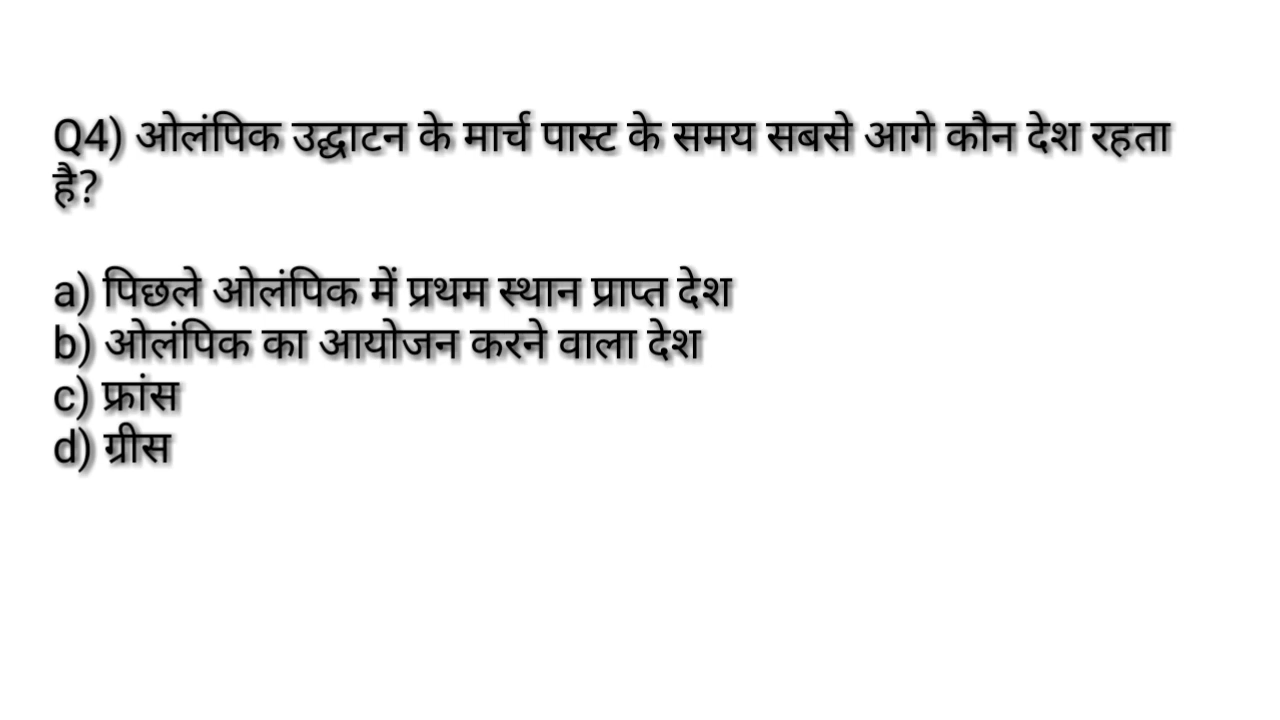 Q4) ओलंपिक उद्घाटन के मार्च पास्ट के समय सबसे आगे कौन देश रहता
है?
a) पिछले ओलंपिक में प्रथम स्थान प्राप्त देश
b) ओलंपिक का आयोजन करने वाला देश
c) फ्रांस
d) ग्रीस